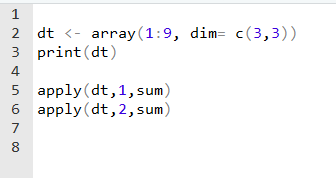 1
2 dt <- array(1:9, dim= c(3,3))
3 print(dt)
4
5 apply(dt,1,sum)
6 apply(dt,2,sum)
7
8